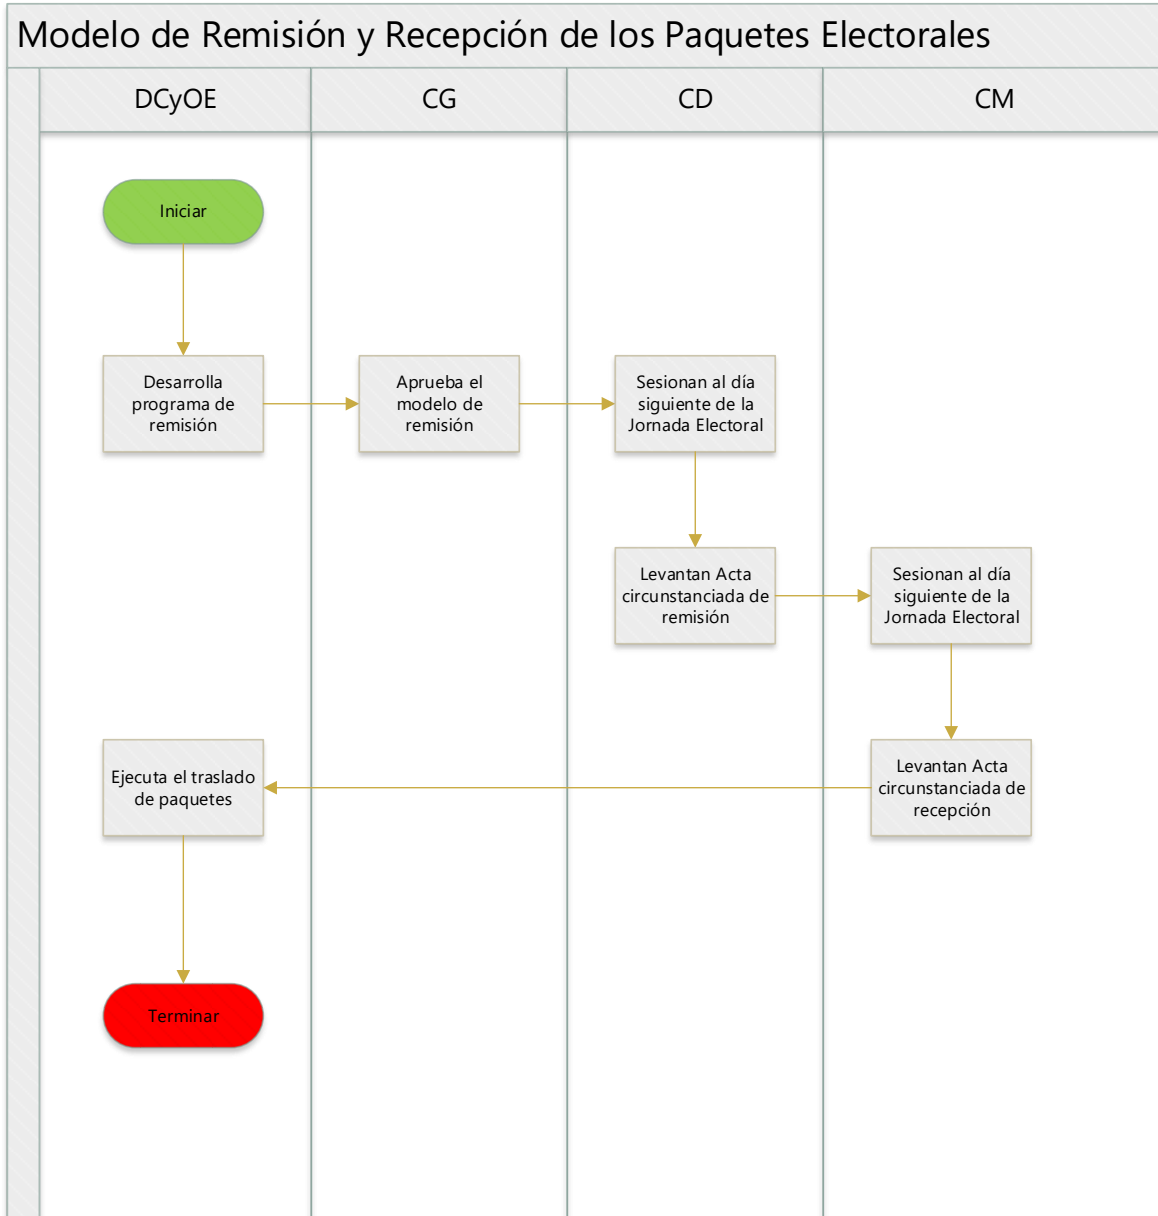 Modelo de Remisión y Recepción de los Paquetes Electorales
DCyOE
CG
CD
CM
Iniciar
Desarrolla
programa de
remisión
Aprueba el
modelo de
remisión
Sesionan al día
siguiente de la
Jornada Electoral
Levantan Acta
circunstanciada de
remisión
Sesionan al día
siguiente de la
Jornada Electoral
Levantan Acta
circunstanciada de
recepción
Ejecuta el traslado
de paquetes
Terminar